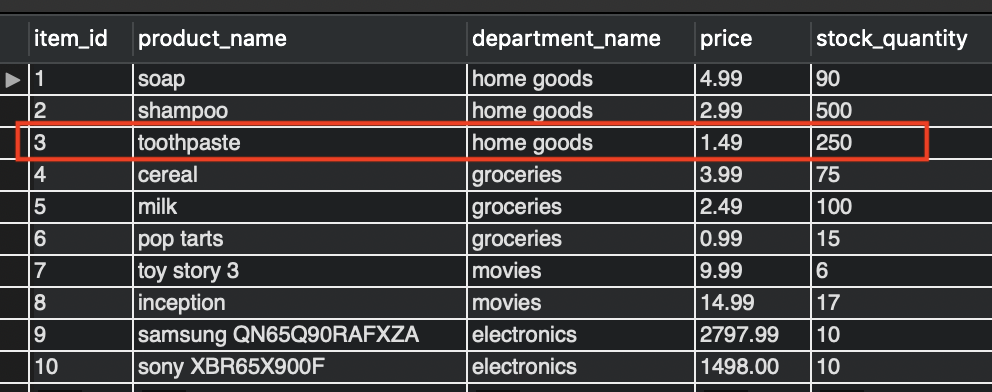 item_id product_name department_name price stock_quantity
1 soap home goods 4.99 90
2 shampoo home goods 2.99 500
3 toothpaste home goods 1.49 250
4 cereal groceries 3.99 75
5 milk groceries 2.49 100
6 pop tarts groceries 0.99 15
7 toy story 3 movies 9.99 6
8 inception movies 14.99 17
9 samsung QN65Q90RAFXZA electronics 2797.99 10
10 sony XBR65X900F electronics 1498.00 10